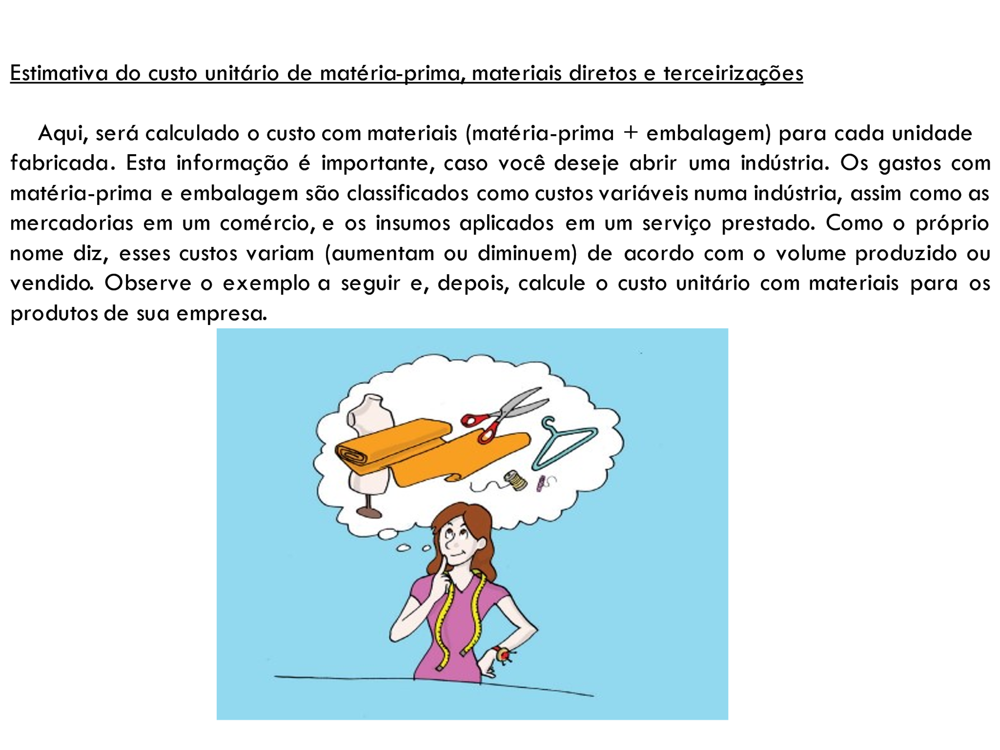 Estimativa do custo unitário de matéria-prima, materiais diretos e terceirizações
Aqui, será calculado o custo com materiais (matéria-prima + embalagem) para cada unidade
fabricada. Esta informação é importante, caso você deseje abrir uma indústria. Os gastos com
matéria-prima e embalagem são classificados como custos variáveis numa indústria, assim como as
mercadorias em um comércio, e os insumos aplicados em um serviço prestado. Como o próprio
nome diz, esses custos variam (aumentam ou diminuem) de acordo com o volume produzido ou
vendido. Observe o exemplo a seguir e, depois, calcule o custo unitário com materiais para os
produtos de sua empresa.